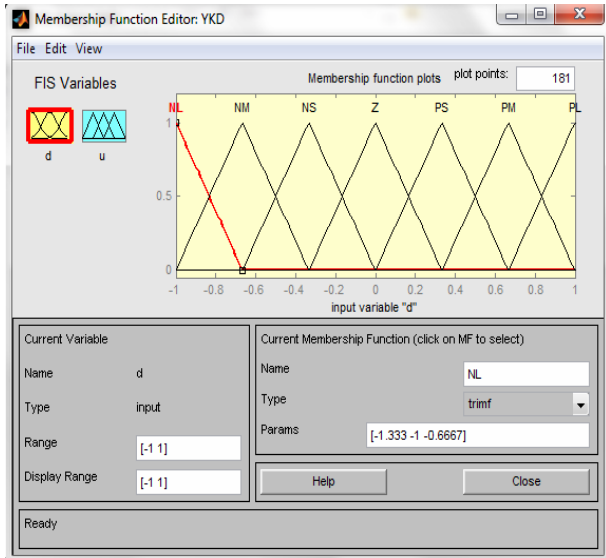 Membership Function Editor: YKD
File Edit View
FIS Variables
d
u
Membership function plots
plot points:
181
NL NM NS Z PS PM PL
1
0.5
0
-1 -0.8 -0.6 -0.4 -0.2 0 0.2 0.4 0.6 0.8 1
input variable "d"
Current Variable
Name d
Type input
Range [-1 1]
Display Range [-1 1]
Current Membership Function (click on MF to select)
Name NL
Type trimf
Params [-1.333 -1 -0.6667]
Help
Close
Ready